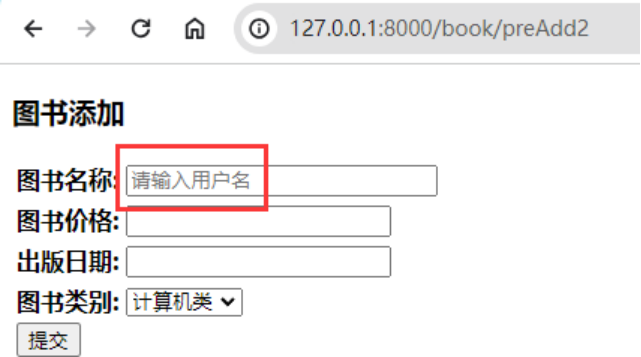 127.0.0.1:8000/book/preAdd2
图书添加
图书名称: 请输入用户名
图书价格:
出版日期:
图书类别: 计算机类
提交